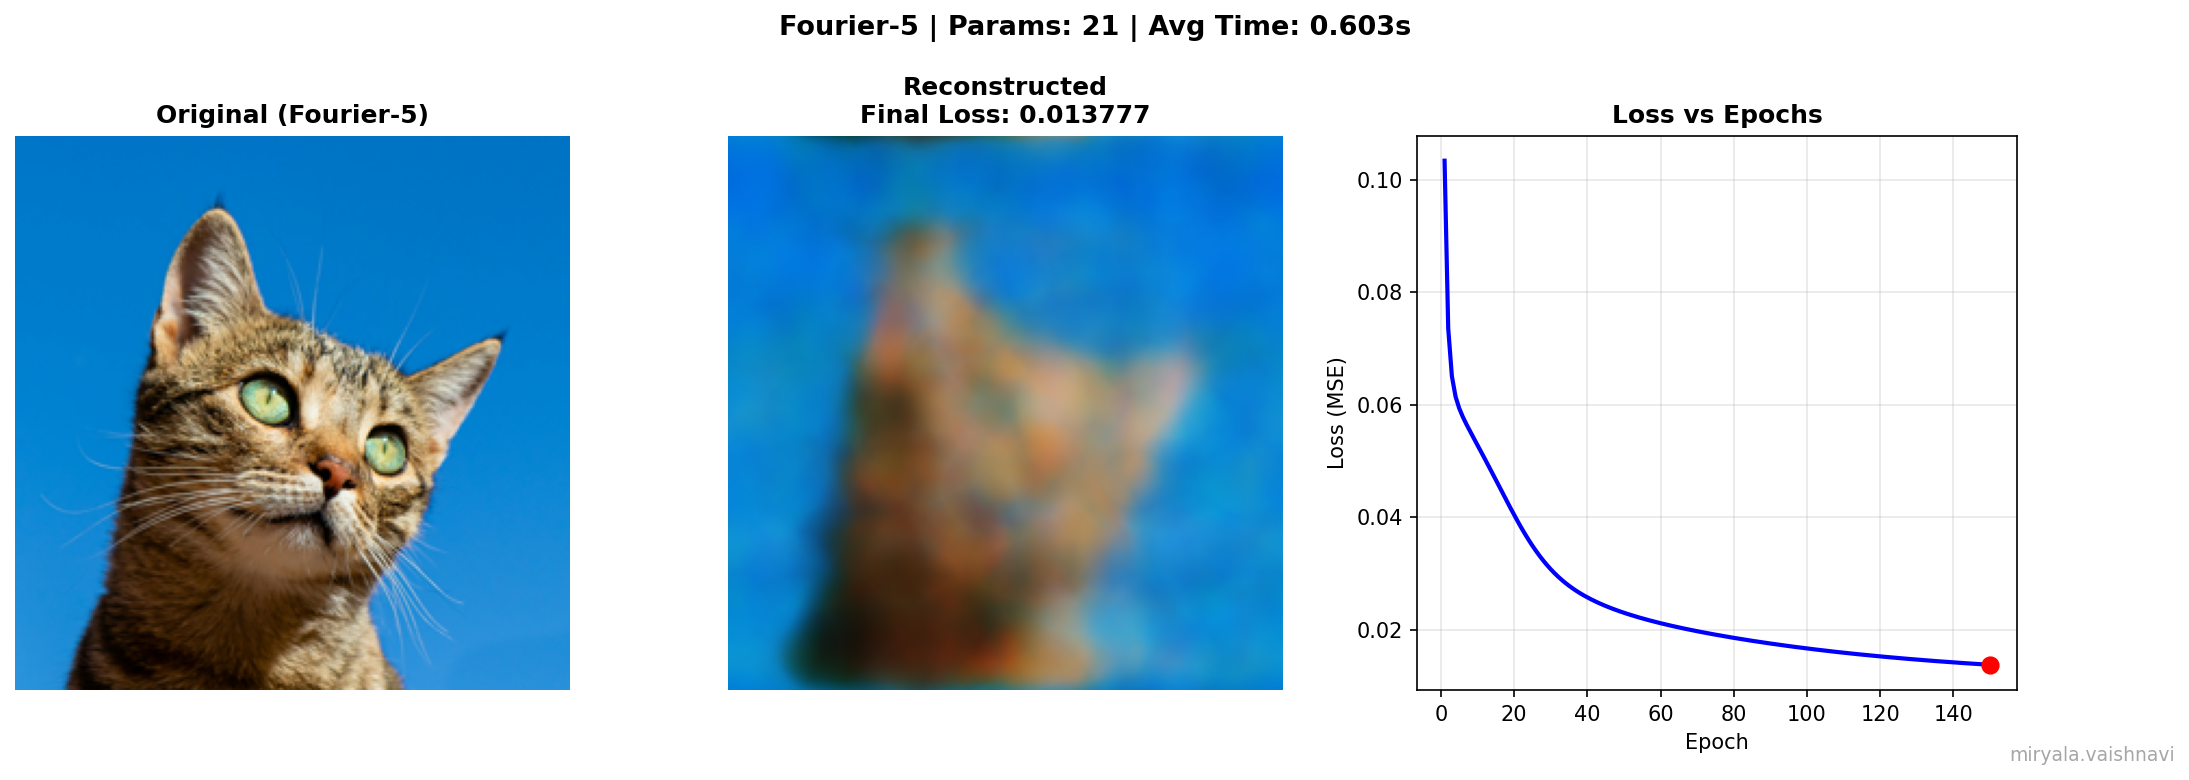 Fourier-5 | Params: 21 | Avg Time: 0.603s
Original (Fourier-5)
Reconstructed
Final Loss: 0.013777
Loss vs Epochs
Loss (MSE)
0.10
0.08
0.06
0.04
0.02
0 20 40 60 80 100 120 140
Epoch
miryala.vaishnavi